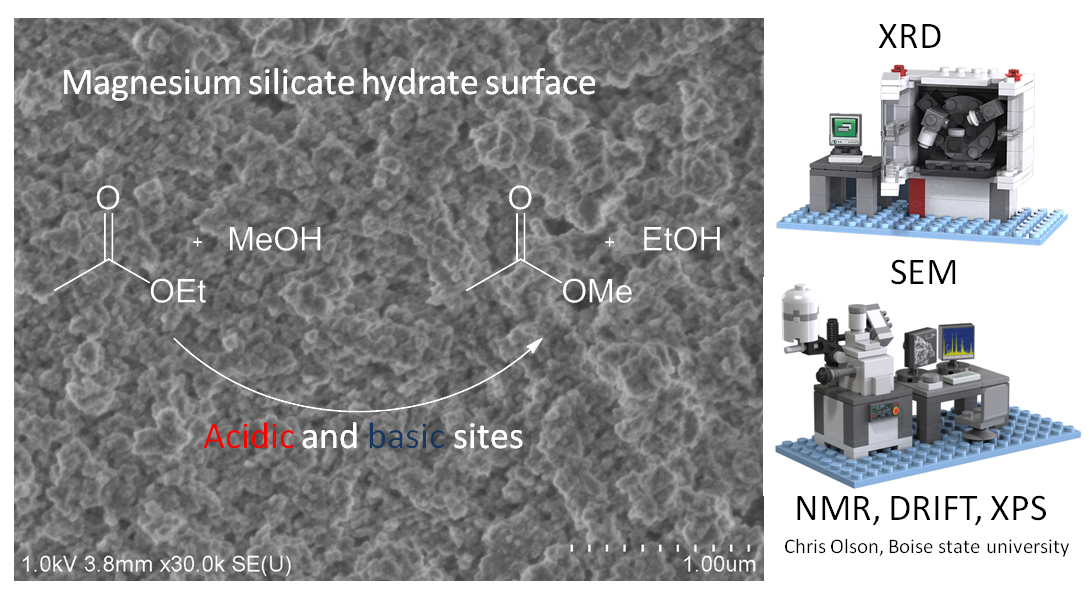 Magnesium silicate hydrate surface
O
+ MeOH
OEt
O
+ EtOH
OMe
Acidic and basic sites
1.0kV 3.8mm x30.0k SE(U) 1.00um
XRD
SEM
NMR, DRIFT, XPS
Chris Olson, Boise state university